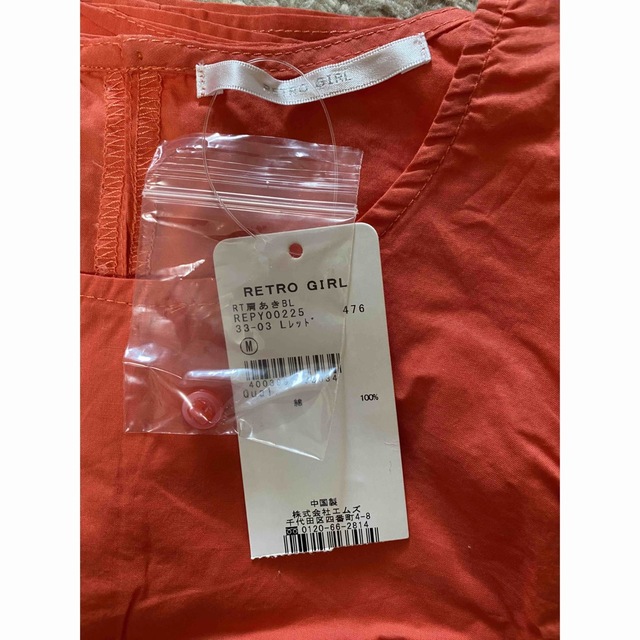 RETRO GIRL
RETRO GIRL
RT肩あきBL
REPY00225 476
33-03 Lレッド
M
綿 100%
中国製
株式会社エムズ
千代田区四番町4-8
0120-66-2814